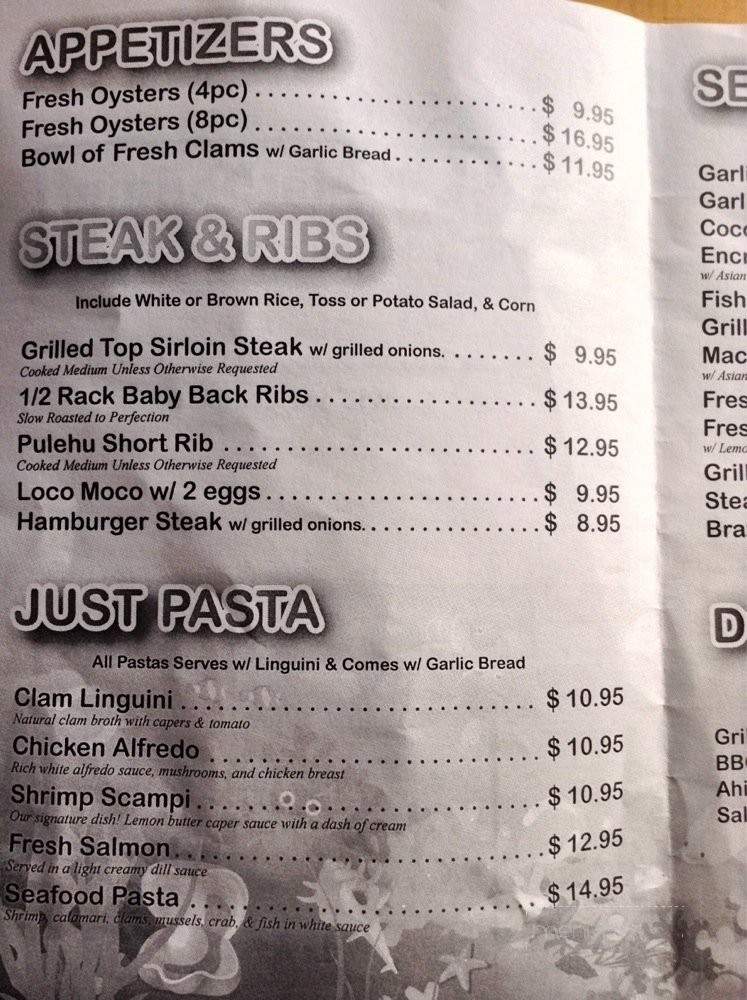 APPETIZERS
Fresh Oysters (4pc) . . . . . . . . . . . . . . . . . . . . . . . . . $ 9.95
Fresh Oysters (8pc) . . . . . . . . . . . . . . . . . . . . . . . . . $ 16.95
Bowl of Fresh Clams w/ Garlic Bread . . . . . . . . . . . . $ 11.95
STEAK & RIBS
Include White or Brown Rice, Toss or Potato Salad, & Corn
Grilled Top Sirloin Steak w/ grilled onions. . . . . . . . $ 9.95
Cooked Medium Unless Otherwise Requested
1/2 Rack Baby Back Ribs . . . . . . . . . . . . . . . . . . . $ 13.95
Slow Roasted to Perfection
Pulehu Short Rib . . . . . . . . . . . . . . . . . . . . . . . . . . $ 12.95
Cooked Medium Unless Otherwise Requested
Loco Moco w/ 2 eggs . . . . . . . . . . . . . . . . . . . . . . . $ 9.95
Hamburger Steak w/ grilled onions. . . . . . . . . . . . . . . $ 8.95
JUST PASTA
All Pastas Serves w/ Linguini & Comes w/ Garlic Bread
Clam Linguini . . . . . . . . . . . . . . . . . . . . . . . . . . . . . $ 10.95
Natural clam broth with capers & tomato
Chicken Alfredo . . . . . . . . . . . . . . . . . . . . . . . . . . . $ 10.95
Rich white alfredo sauce, mushrooms, and chicken breast
Shrimp Scampi . . . . . . . . . . . . . . . . . . . . . . . . . . . . $ 10.95
Our signature dish! Lemon butter caper sauce with a dash of cream
Fresh Salmon . . . . . . . . . . . . . . . . . . . . . . . . . . . . . $ 12.95
Served in a light creamy dill sauce
Seafood Pasta . . . . . . . . . . . . . . . . . . . . . . . . . . . . $ 14.95
Shrimp, calamari, clams, mussels, crab, & fish in white sauce
SE
Garli
Garl
Coco
Encr
w/ Asian
Fish
Grill
Mac
w/ Asian
Fres
Fres
w/ Lemo
Grill
Stea
Bra
D
Gri
BBQ
Ahi
Sal